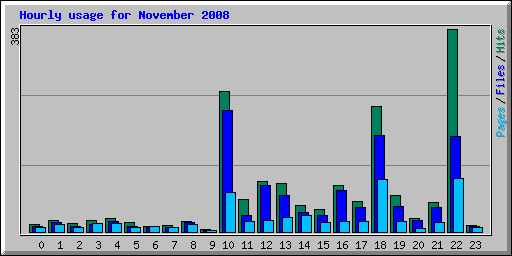 Hourly usage for November 2008
383
Pages / Files / Hits
0 1 2 3 4 5 6 7 8 9 10 11 12 13 14 15 16 17 18 19 20 21 22 23